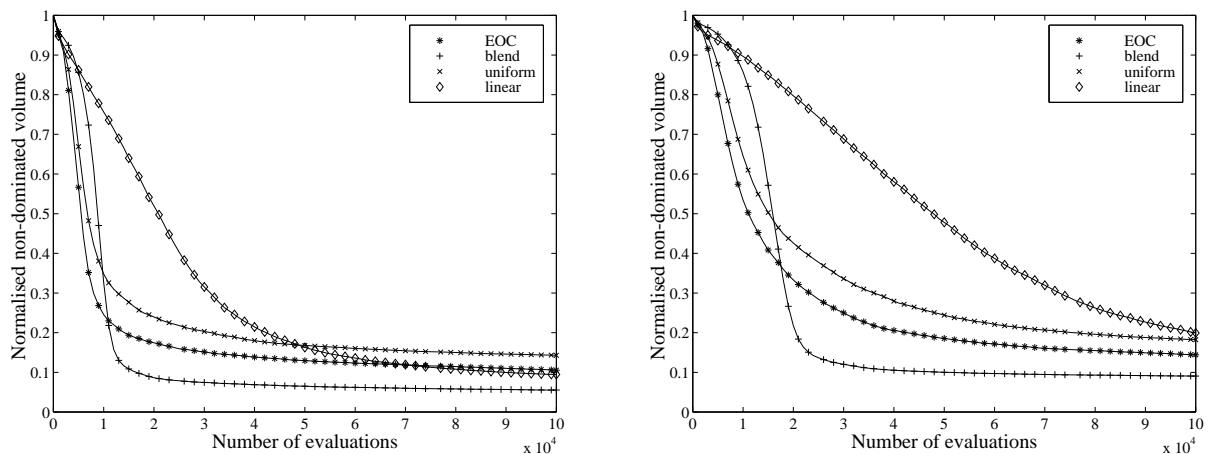 1
0.9
0.8
0.7
0.6
0.5
0.4
0.3
0.2
0.1
0
Normalised non-dominated volume
EOC
blend
uniform
linear
0 1 2 3 4 5 6 7 8 9 10
Number of evaluations
x 10^4
1
0.9
0.8
0.7
0.6
0.5
0.4
0.3
0.2
0.1
0
Normalised non-dominated volume
EOC
blend
uniform
linear
0 1 2 3 4 5 6 7 8 9 10
Number of evaluations
x 10^4